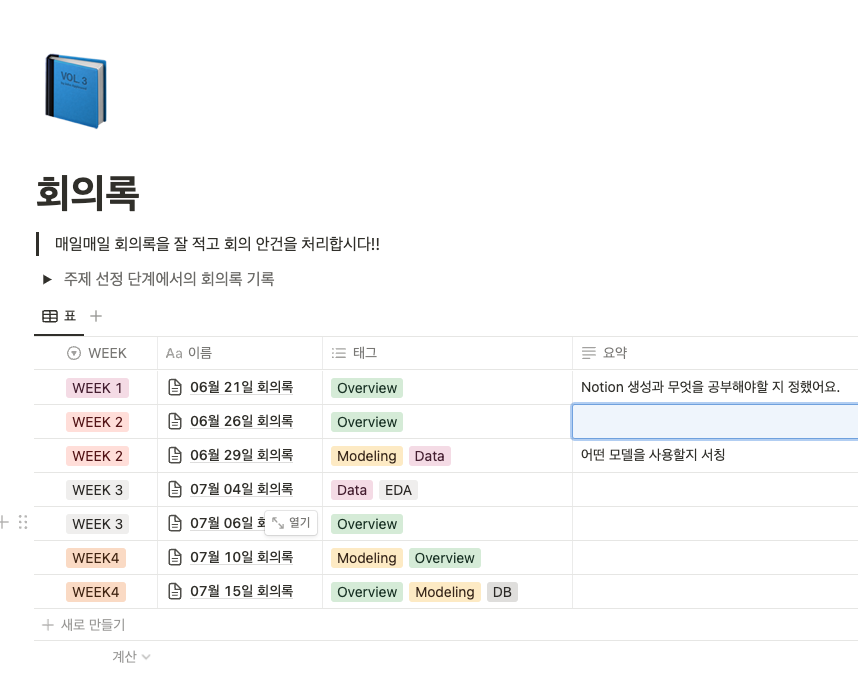 VOL. 3
회의록
매일매일 회의록을 잘 적고 회의 안건을 처리합시다!!
주제 선정 단계에서의 회의록 기록
표
WEEK Aa 이름 태그 요약
WEEK 1 06월 21일 회의록 Overview Notion 생성과 무엇을 공부해야할 지 정했어요.
WEEK 2 06월 26일 회의록 Overview
WEEK 2 06월 29일 회의록 Modeling Data 어떤 모델을 사용할지 서칭
WEEK 3 07월 04일 회의록 Data EDA
WEEK 3 07월 06일 열기 Overview
WEEK4 07월 10일 회의록 Modeling Overview
WEEK4 07월 15일 회의록 Overview Modeling DB
새로 만들기
계산